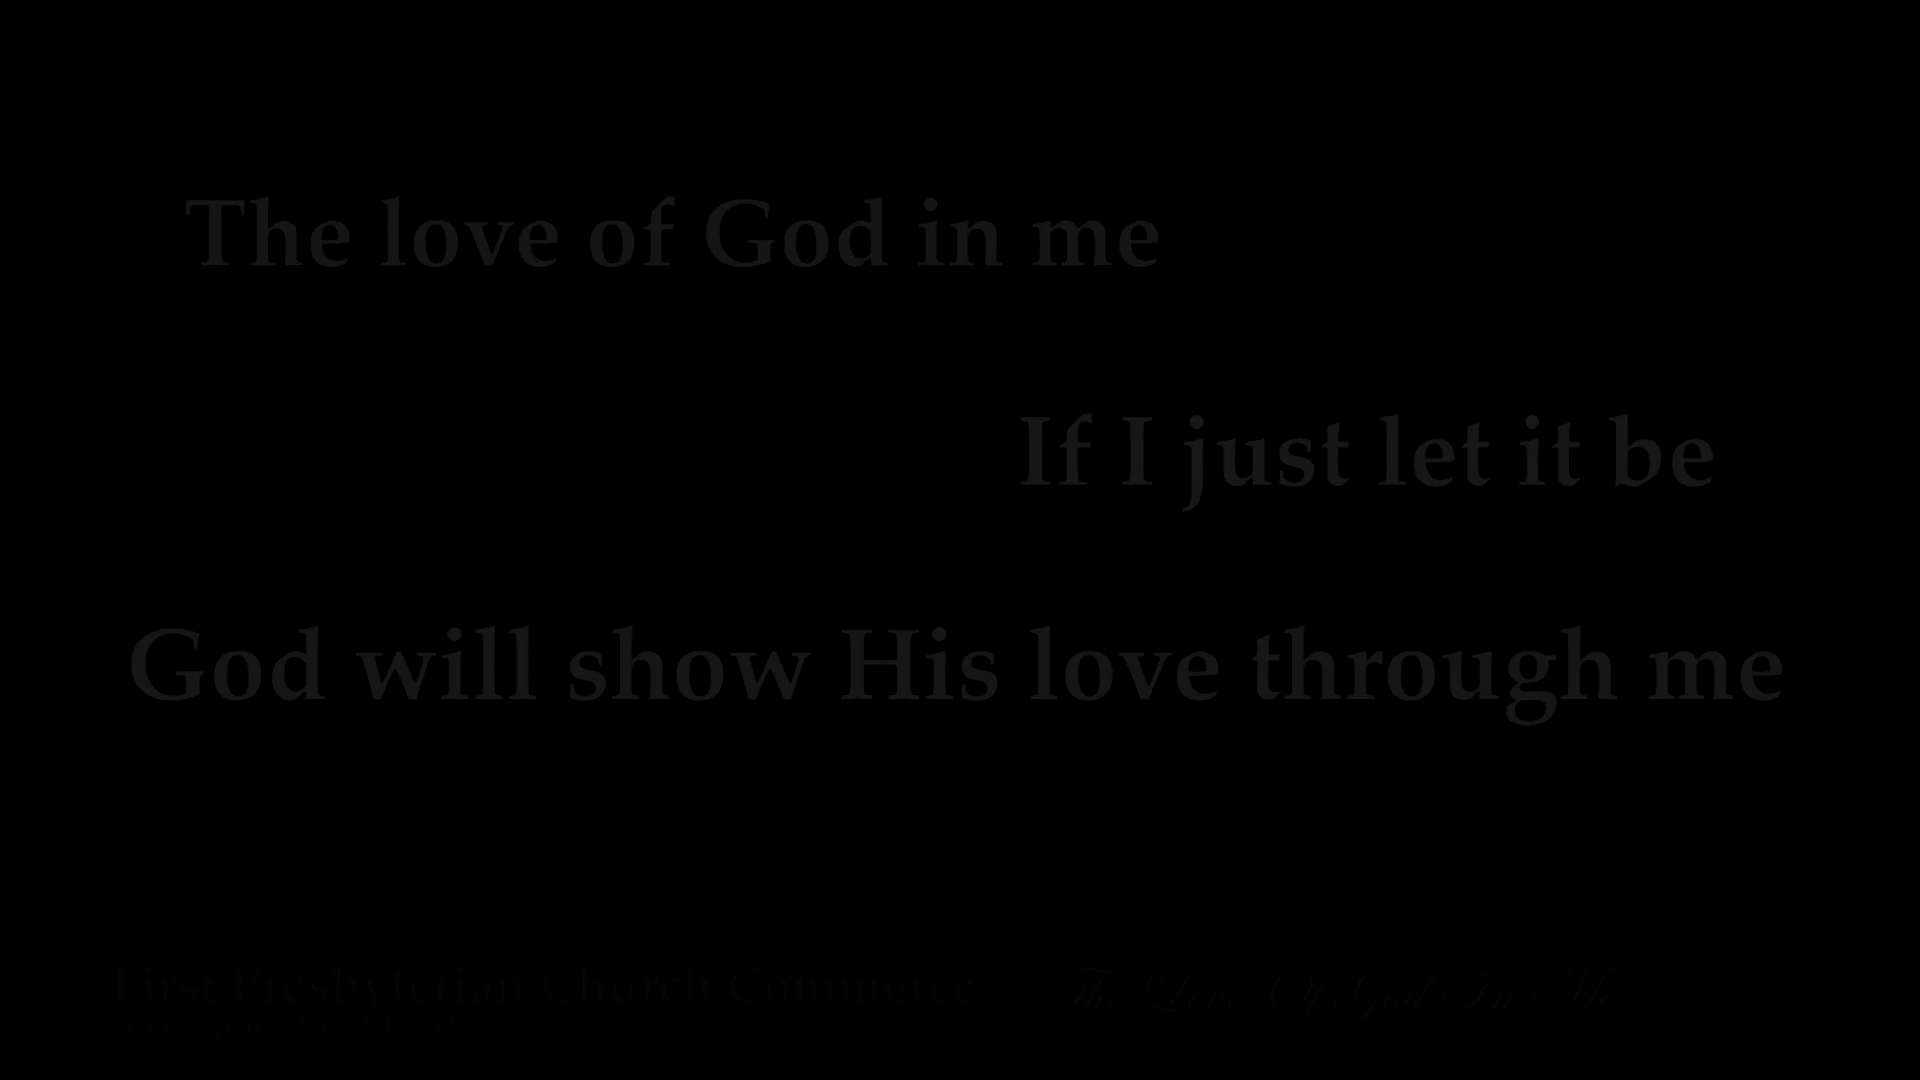 The love of God in me
If I just let it be
God will show His love through me
First Presbyterian Church Commerce
The Love Of God In Me